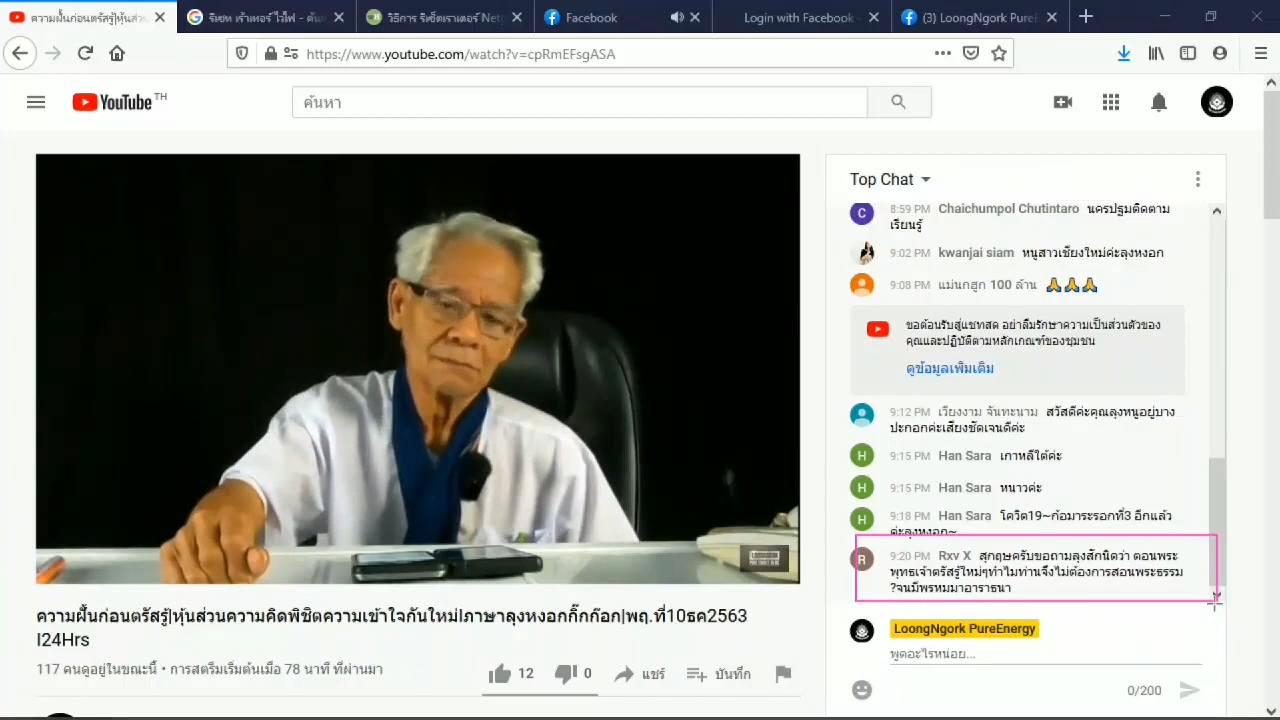 ความฝันก่อนตรัสรู้|หุ้นส่วน
รีเซท เร้าเทอร์ ไวไฟ - ค้นห
วิธีการ รีเซ็ตเราเตอร์ Net
Facebook
Login with Facebook
(3) LoongNgork PureE
https://www.youtube.com/watch?v=cpRmEFsgASA
YouTube TH
ค้นหา
Top Chat
8:59 PM Chaichumpol Chutintaro นครปฐมติดตาม
เรียนรู้
9:02 PM kwanjai siam หนูสาวเชียงใหม่ค่ะลุงหงอก
9:08 PM แม่นกฮูก 100 ล้าน 🙏🙏🙏
ขอต้อนรับสู่แชทสด อย่าลืมรักษาความเป็นส่วนตัวของ
คุณและปฏิบัติตามหลักเกณฑ์ของชุมชน
ดูข้อมูลเพิ่มเติม
9:12 PM เวียงงาม จันทะนาม สวัสดีค่ะคุณลุงหนูอยู่บาง
ปะกอกค่ะเสียงชัดเจนดีค่ะ
H 9:15 PM Han Sara เกาหลีใต้ค่ะ
H 9:15 PM Han Sara หนาวค่ะ
H 9:18 PM Han Sara โควิด19~ก้อมาระรอกที่3 อีกแล้ว
ค่ะลุงหงอก~
R 9:20 PM Rxv X สุกฤษครับขอถามลุงสักนิดว่า ตอนพระ
พุทธเจ้าตรัสรู้ใหม่ๆทำไมท่านจึงไม่ต้องการสอนพระธรรม
?จนมีพรหมมาอาราธนา
LoongNgork PureEnergy
พูดอะไรหน่อย...
0/200
ความฝันก่อนตรัสรู้|หุ้นส่วนความคิดพิชิตความเข้าใจกันใหม่|ภาษาลุงหงอกกิ๊กก๊อก|พฤ.ที่10ธค2563
|24Hrs
117 คนดูอยู่ในขณะนี้ • การสตรีมเริ่มต้นเมื่อ 78 นาที ที่ผ่านมา
12 0 แชร์ บันทึก